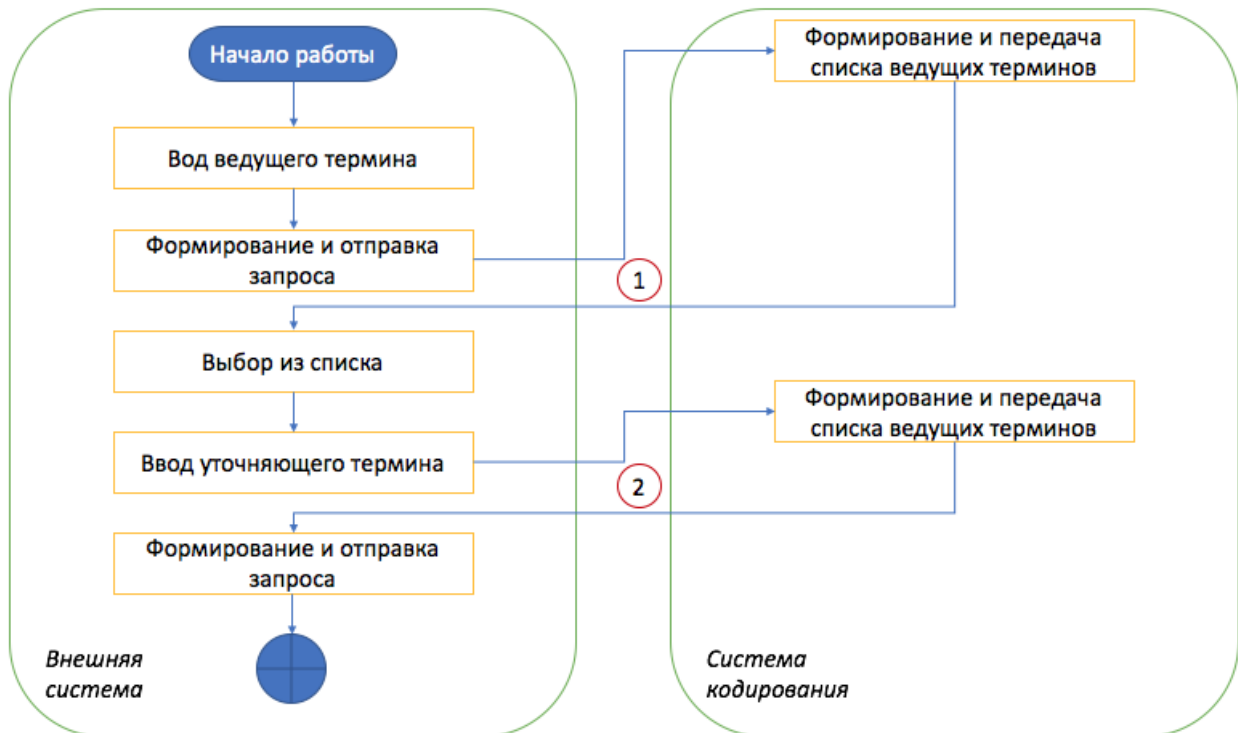 Начало работы
Вод ведущего термина
Формирование и отправка
запроса
Формирование и передача
списка ведущих терминов
1
Выбор из списка
Ввод уточняющего термина
Формирование и передача
списка ведущих терминов
2
Формирование и отправка
запроса
Внешняя
система
Система
кодирования